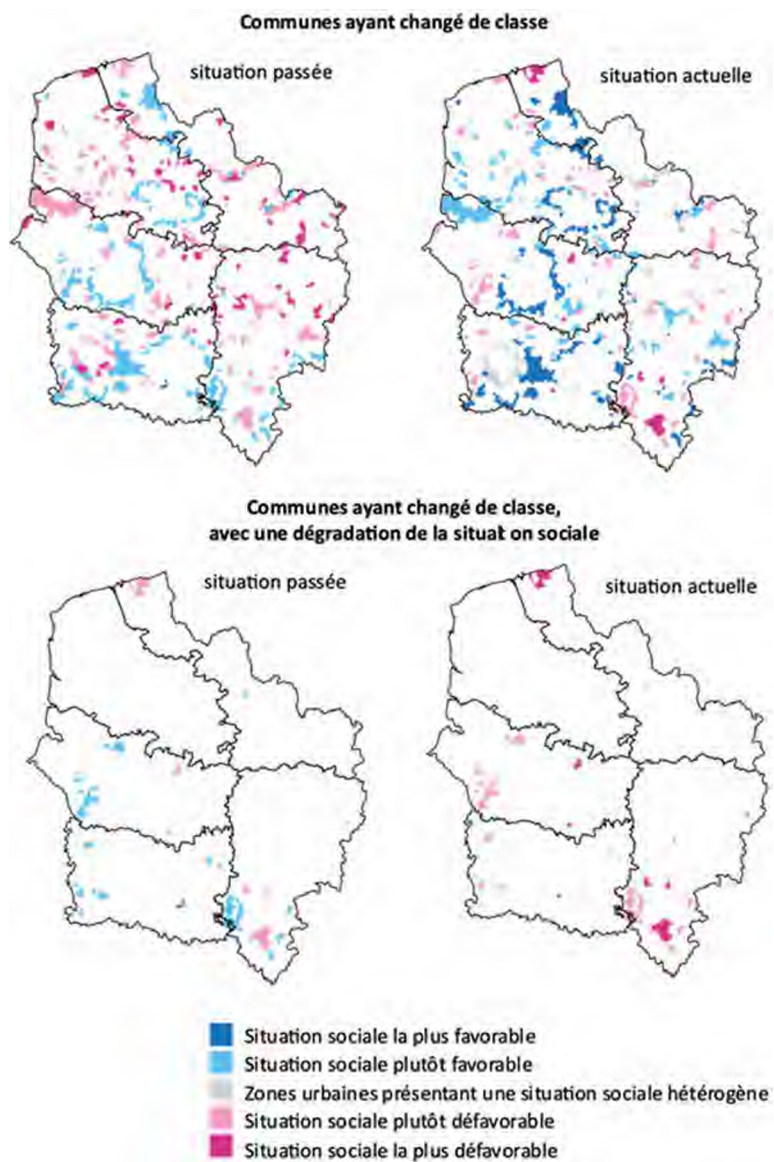 Communes ayant changé de classe
situation passée
situation actuelle
Communes ayant changé de classe,
avec une dégradation de la situat on sociale
situation passée
situation actuelle
Situation sociale la plus favorable
Situation sociale plutôt favorable
Zones urbaines présentant une situation sociale hétérogène
Situation sociale plutôt défavorable
Situation sociale la plus défavorable